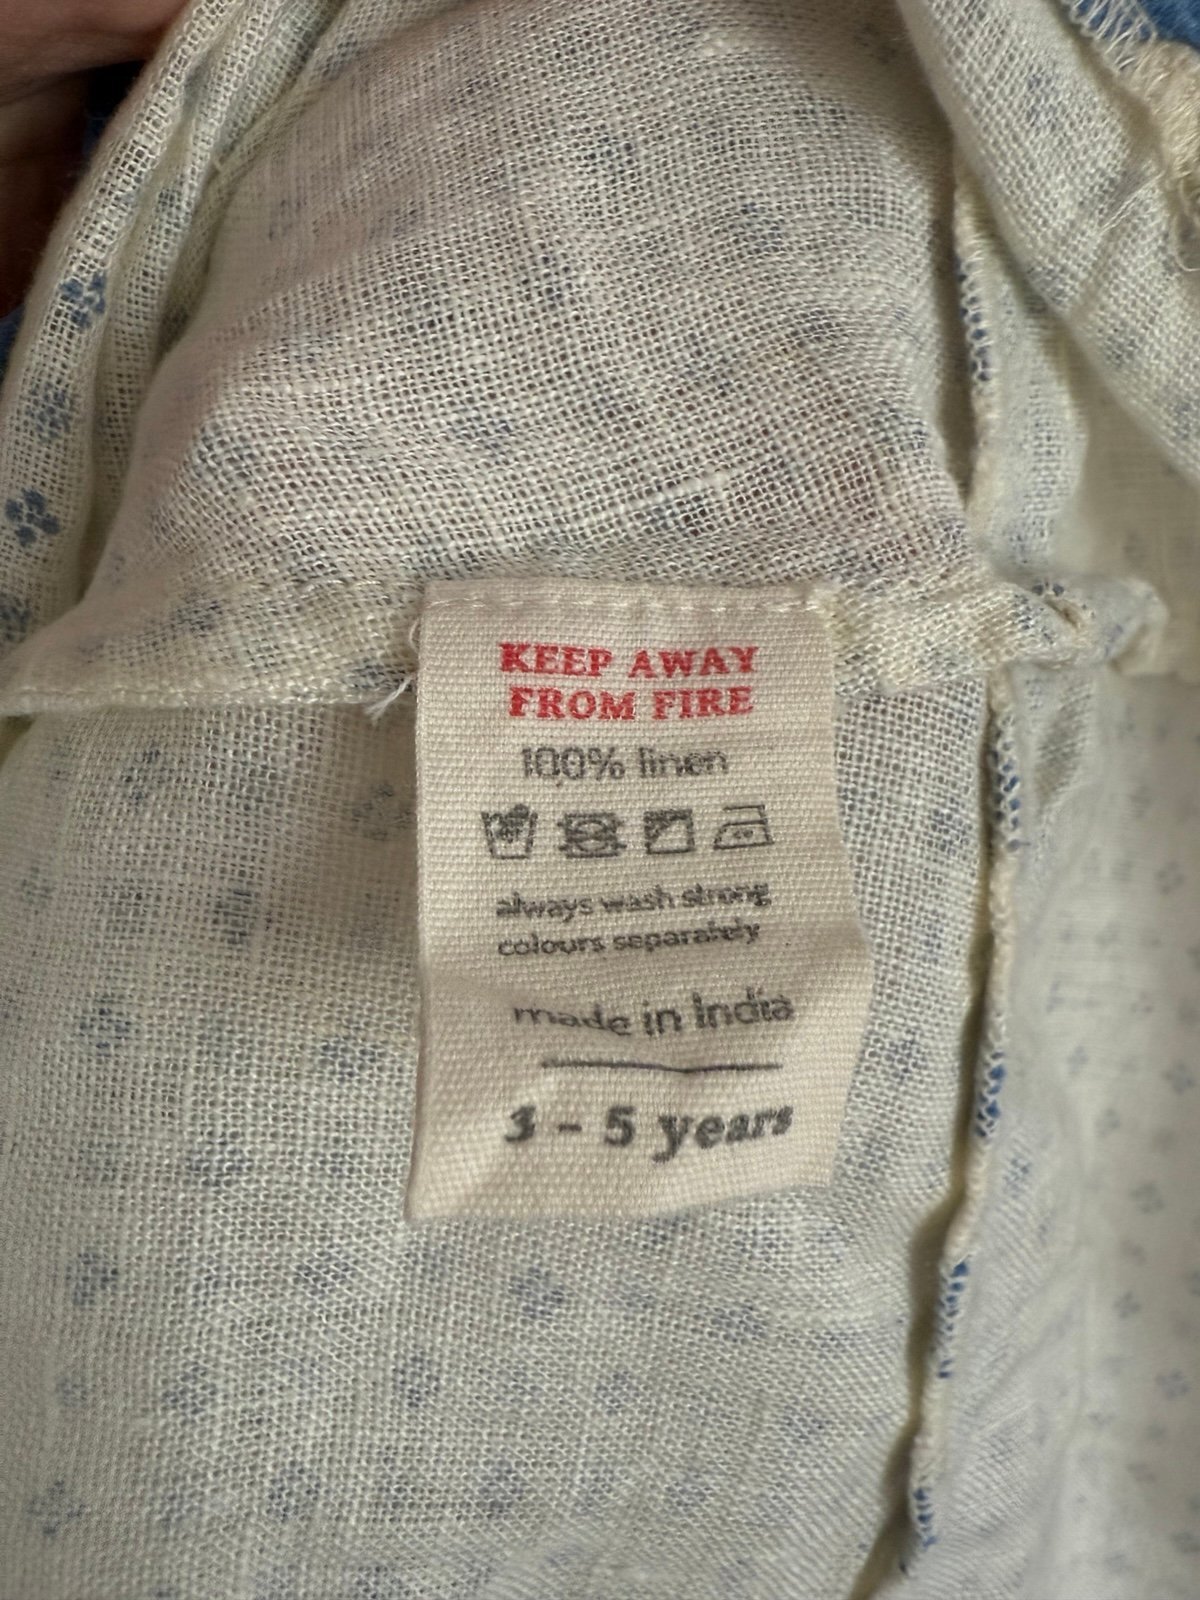 KEEP AWAY
FROM FIRE
100% linen
always wash strong
colours separately
made in India
3 - 5 years